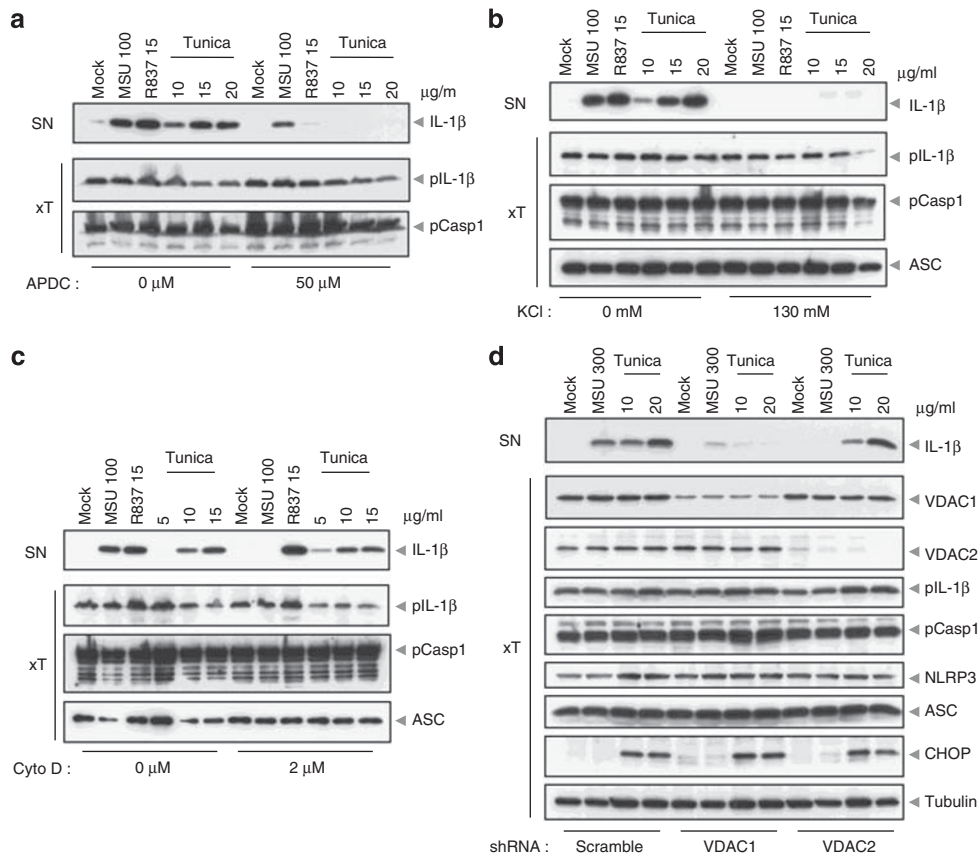 a
Tunica
Mock
MSU 100
R837 15
10
15
20
Mock
MSU 100
R837 15
Tunica
10
15
20
µg/m
SN
IL-1β
pIL-1β
xT
pCasp1
APDC :
0 µM
50 µM
b
Tunica
Mock
MSU 100
R837 15
10
15
20
Mock
MSU 100
R837 15
Tunica
10
15
20
µg/ml
SN
IL-1β
pIL-1β
xT
pCasp1
ASC
KCl :
0 mM
130 mM
c
Tunica
Mock
MSU 100
R837 15
5
10
15
Mock
MSU 100
R837 15
Tunica
5
10
15
µg/ml
SN
IL-1β
pIL-1β
xT
pCasp1
ASC
Cyto D :
0 µM
2 µM
d
Tunica
Mock
MSU 300
10
20
Mock
MSU 300
Tunica
10
20
Mock
MSU 300
Tunica
10
20
µg/ml
SN
IL-1β
VDAC1
VDAC2
pIL-1β
xT
pCasp1
NLRP3
ASC
CHOP
Tubulin
shRNA :
Scramble
VDAC1
VDAC2